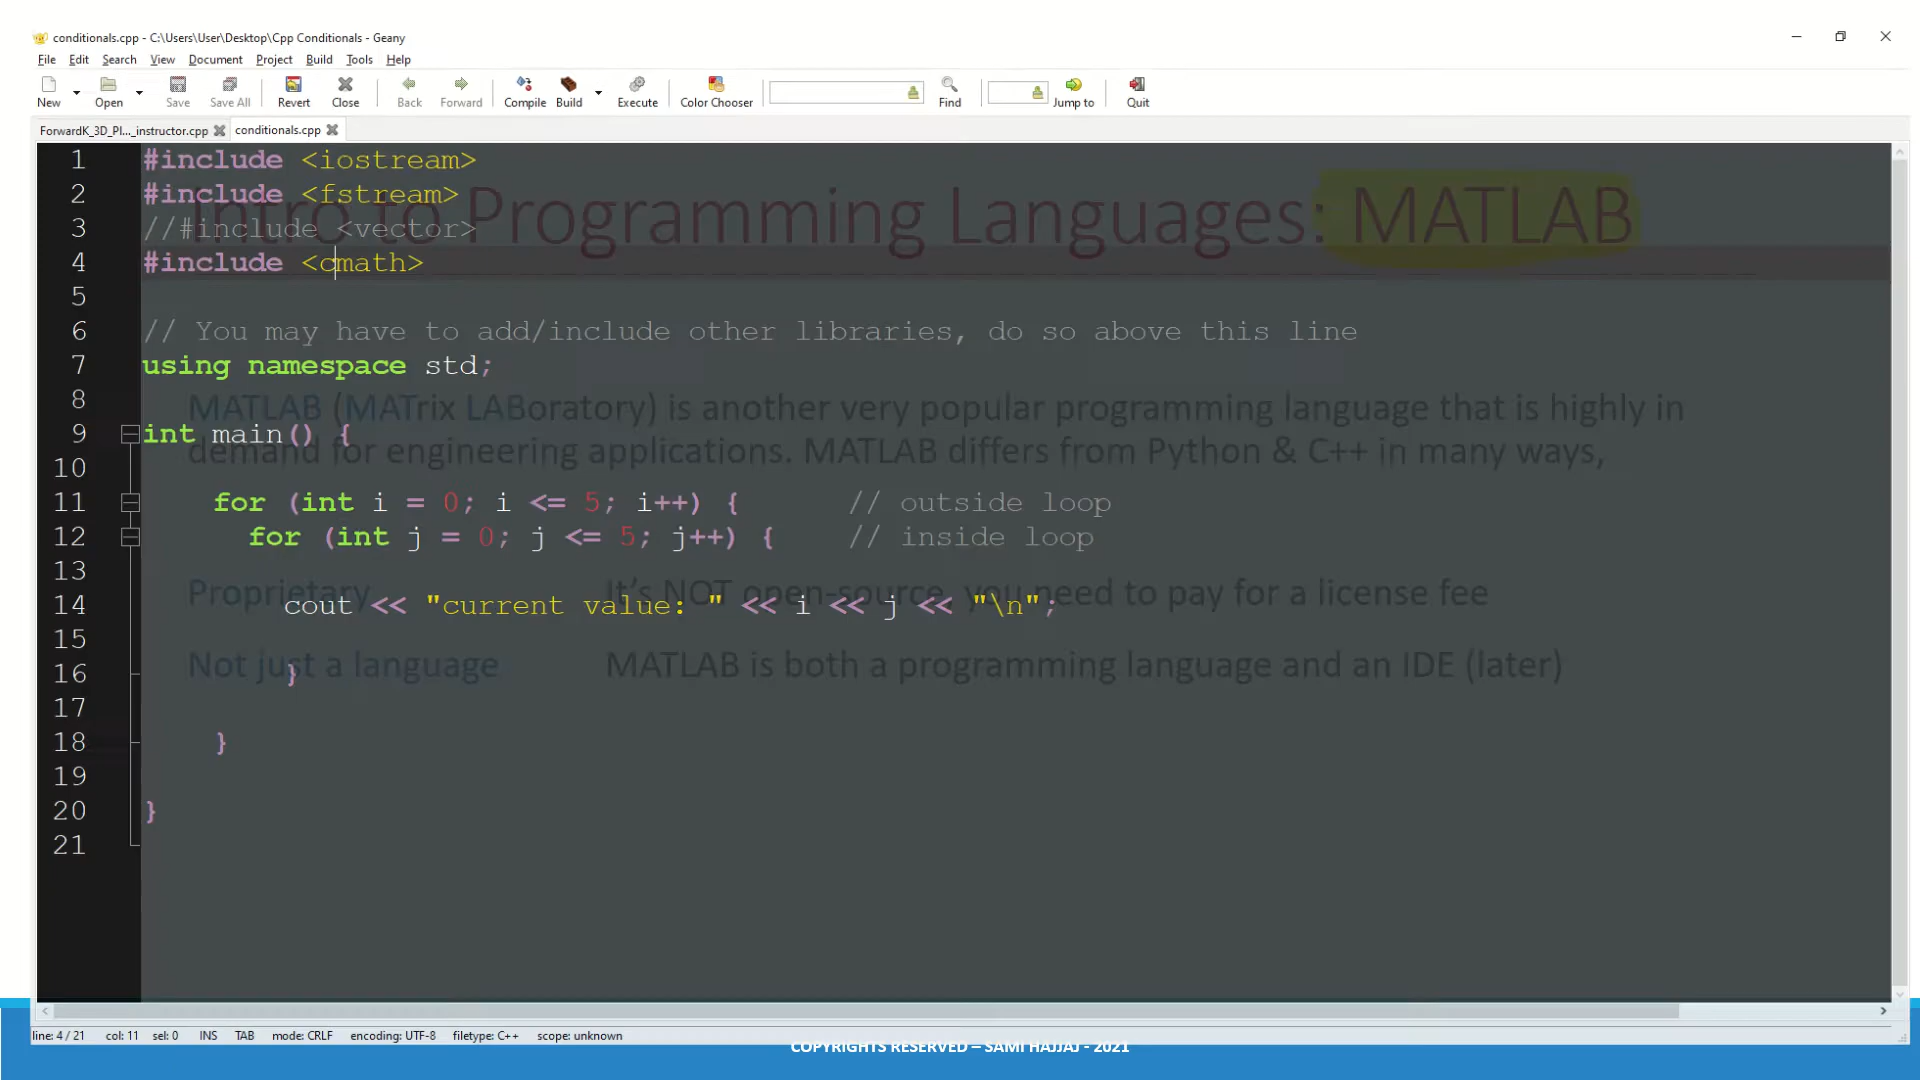 conditionals.cpp - C:\Users\User\Desktop\Cpp Conditionals - Geany
File Edit Search View Document Project Build Tools Help
New Open Save Save All Revert Close Back Forward Compile Build Execute Color Chooser Find Jump to Quit
ForwardK_3D_Pl..._instructor.cpp conditionals.cpp
1 #include <iostream>
2 #include <fstream>
3 //#include <vector>
4 #include <cmath>
5
6 // You may have to add/include other libraries, do so above this line
7 using namespace std;
8
9 int main() {
10
11 for (int i = 0; i <= 5; i++) { // outside loop
12 for (int j = 0; j <= 5; j++) { // inside loop
13
14 cout << "current value: " << i << j << "\n";
15
16 }
17
18 }
19
20 }
21
Intro to Programming Languages: MATLAB
MATLAB (MATrix LABoratory) is another very popular programming language that is highly in
demand for engineering applications. MATLAB differs from Python & C++ in many ways,
Proprietary It's NOT open-source, you need to pay for a license fee
Not just a language MATLAB is both a programming language and an IDE (later)
line: 4 / 21 col: 11 sel: 0 INS TAB mode: CRLF encoding: UTF-8 filetype: C++ scope: unknown
COPYRIGHTS RESERVED – SAMI HAJJAJ - 2021